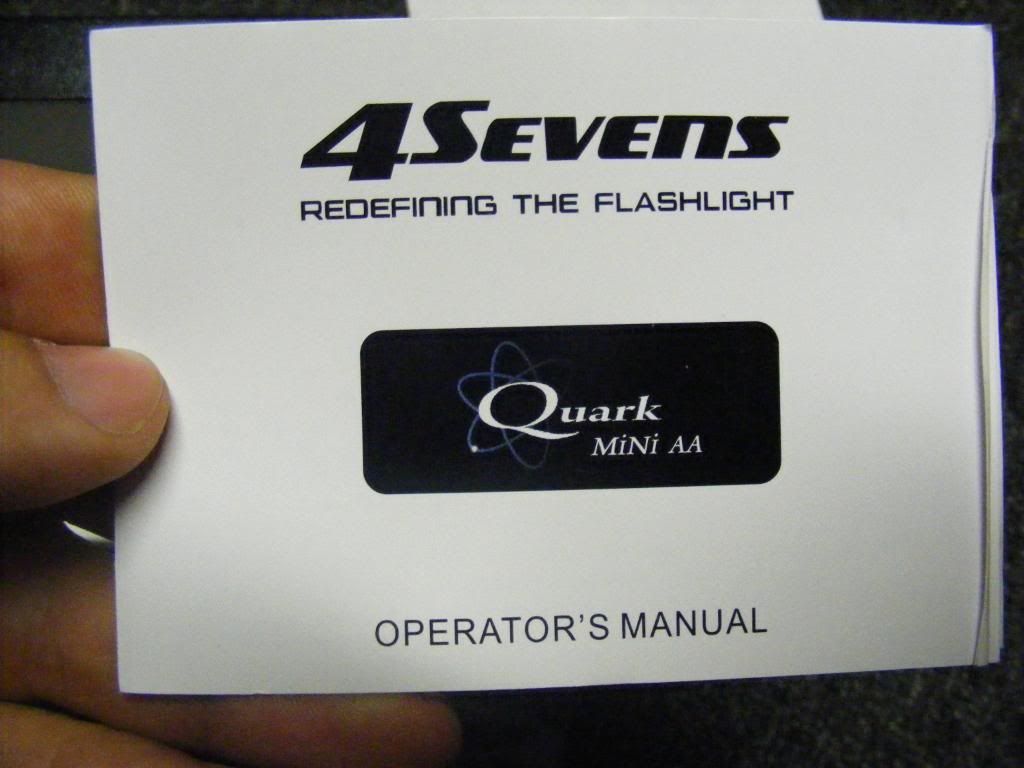 4Sevens
REDEFINING THE FLASHLIGHT
Quark
MiNi AA
OPERATOR'S MANUAL